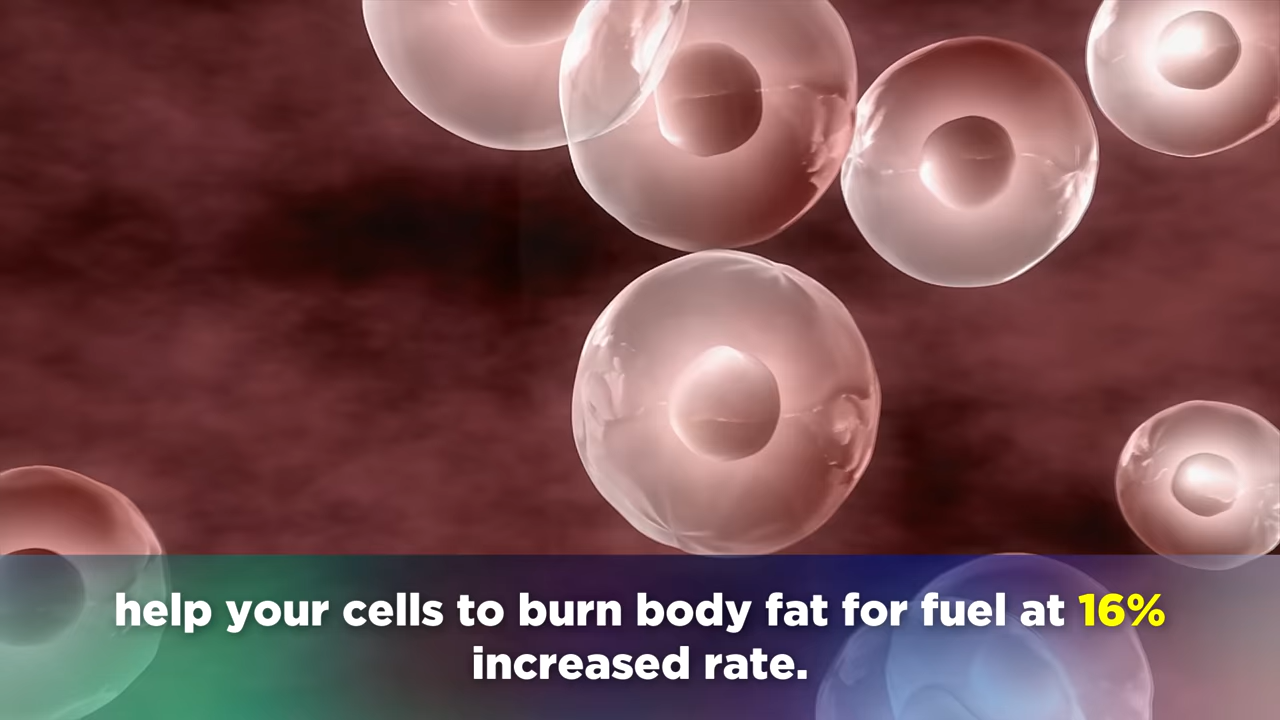 help your cells to burn body fat for fuel at 16%
increased rate.